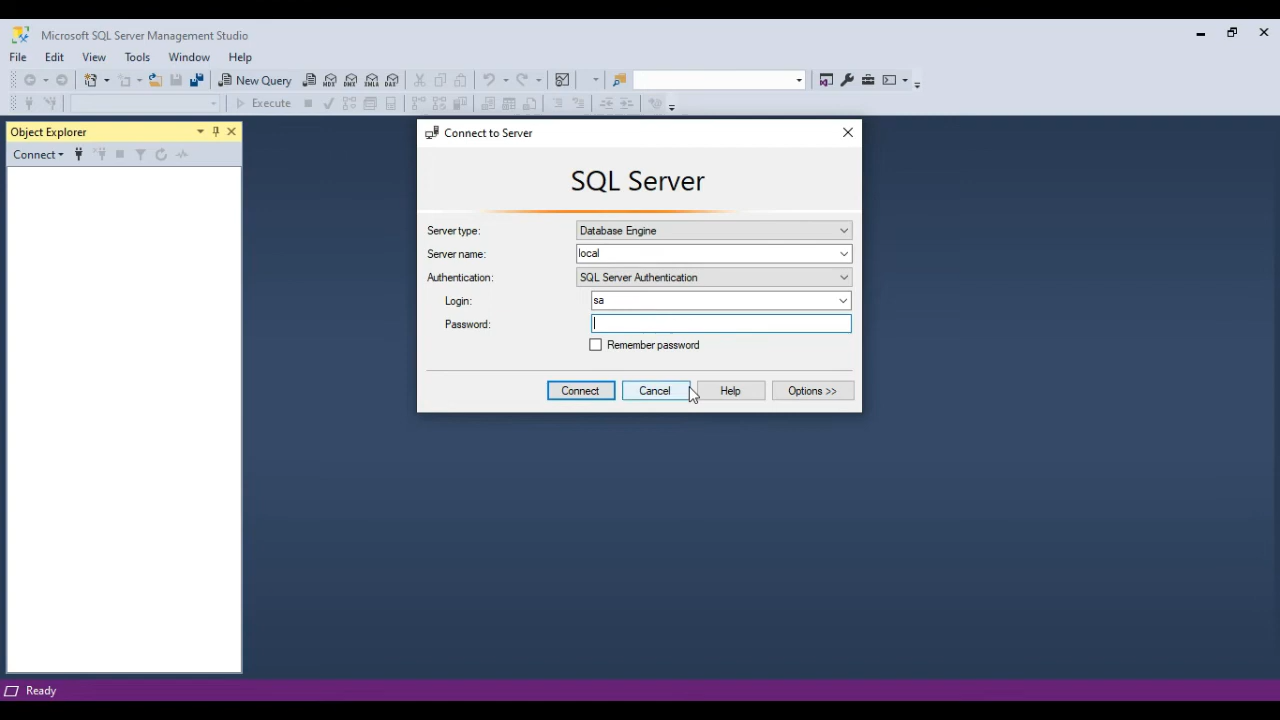 Microsoft SQL Server Management Studio
File Edit View Tools Window Help
New Query
Execute
Object Explorer
Connect
Connect to Server
SQL Server
Server type: Database Engine
Server name: local
Authentication: SQL Server Authentication
Login: sa
Password:
Remember password
Connect Cancel Help Options >>
Ready